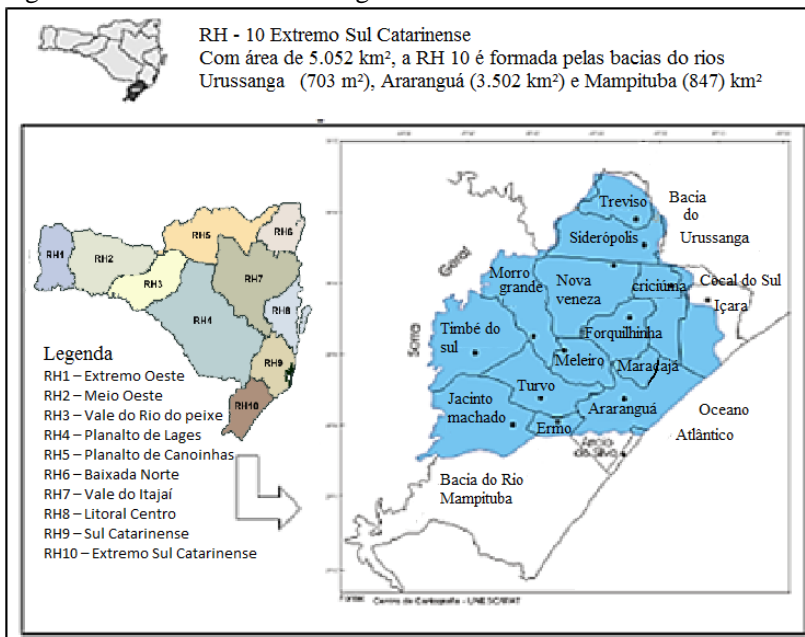 RH - 10 Extremo Sul Catarinense
Com área de 5.052 km², a RH 10 é formada pelas bacias do rios
Urussanga (703 m²), Araranguá (3.502 km²) e Mampituba (847) km²
RH1
RH2
RH3
RH4
RH5
RH6
RH7
RH8
RH9
RH10
Legenda
RH1 – Extremo Oeste
RH2 – Meio Oeste
RH3 – Vale do Rio do peixe
RH4 – Planalto de Lages
RH5 – Planalto de Canoinhas
RH6 – Baixada Norte
RH7 – Vale do Itajaí
RH8 – Litoral Centro
RH9 – Sul Catarinense
RH10 – Extremo Sul Catarinense
Treviso
Bacia
do
Urussanga
Siderópolis
Geral
Serra
Morro
grande
Nova
veneza
criciúma
Cocal do Sul
Içara
Timbé do
sul
Forquilhinha
Meleiro
Maracajá
Turvo
Jacinto
machado
Araranguá
Ermo
Oceano
Atlântico
Bacia do Rio
Mampituba
Centro de Cartografia - UNESC/IPAT